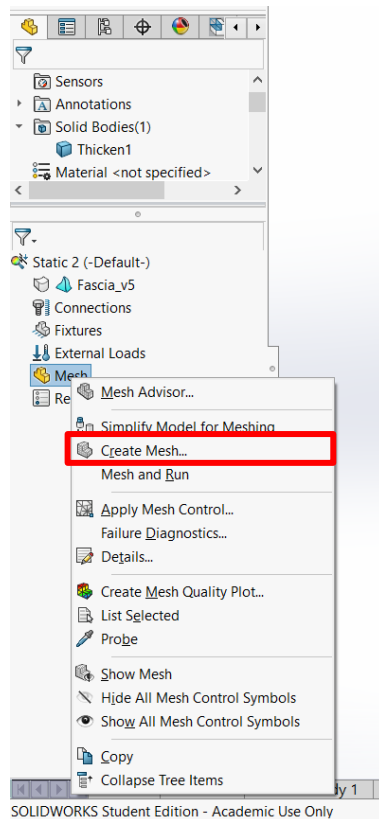 Sensors
Annotations
Solid Bodies(1)
Thicken1
Material <not specified>
Static 2 (-Default-)
Fascia_v5
Connections
Fixtures
External Loads
Mesh
Re
Mesh Advisor...
Simplify Model for Meshing
Create Mesh...
Mesh and Run
Apply Mesh Control...
Failure Diagnostics...
Details...
Create Mesh Quality Plot...
List Selected
Probe
Show Mesh
Hide All Mesh Control Symbols
Show All Mesh Control Symbols
Copy
Collapse Tree Items
dy 1
SOLIDWORKS Student Edition - Academic Use Only